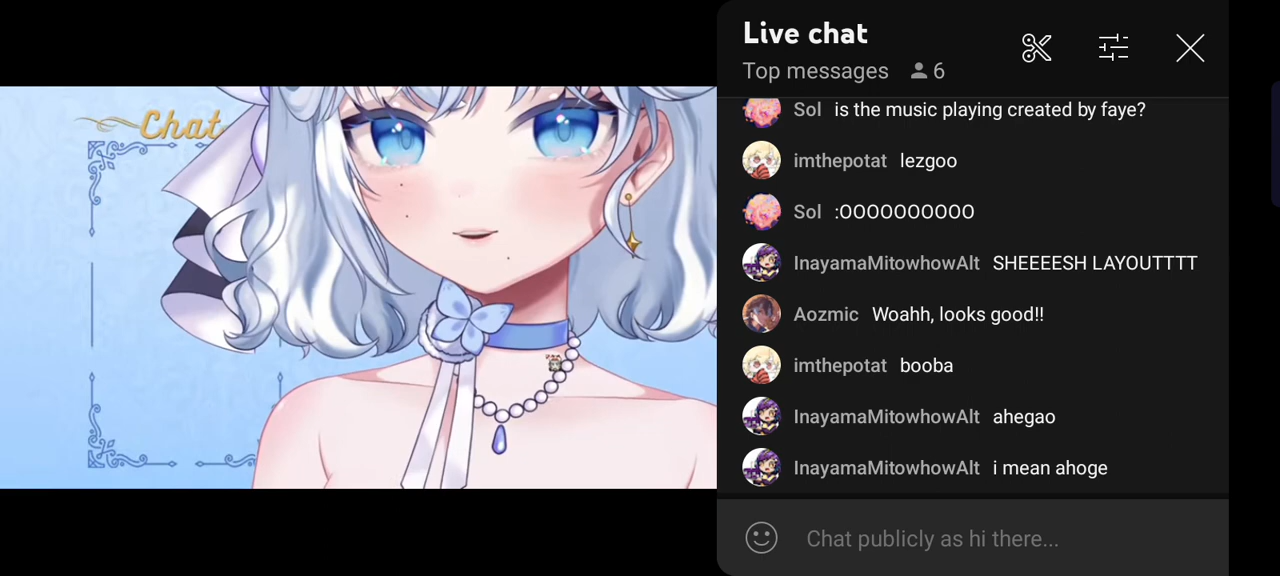 Chat
Live chat
Top messages 6
Sol is the music playing created by faye?
imthepotat lezgoo
Sol :OOOOOOOOOO
InayamaMitowhowAlt SHEEEESH LAYOUTTTT
Aozmic Woahh, looks good!!
imthepotat booba
InayamaMitowhowAlt ahegao
InayamaMitowhowAlt i mean ahoge
Chat publicly as hi there...